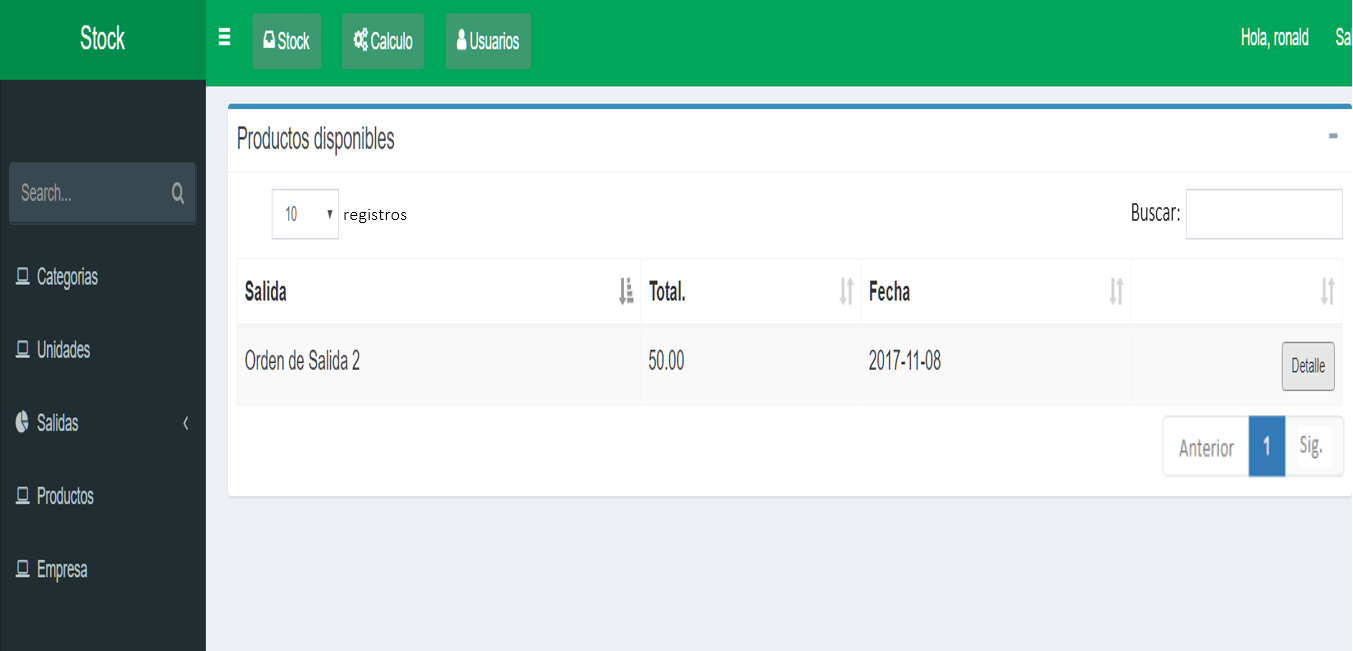 Stock
Stock Calculo Usuarios Hola, ronald Sa
Search...
Categorias
Unidades
Salidas
Productos
Empresa
Productos disponibles
10 registros Buscar:
Salida Total. Fecha
Orden de Salida 2 50.00 2017-11-08 Detalle
Anterior 1 Sig.